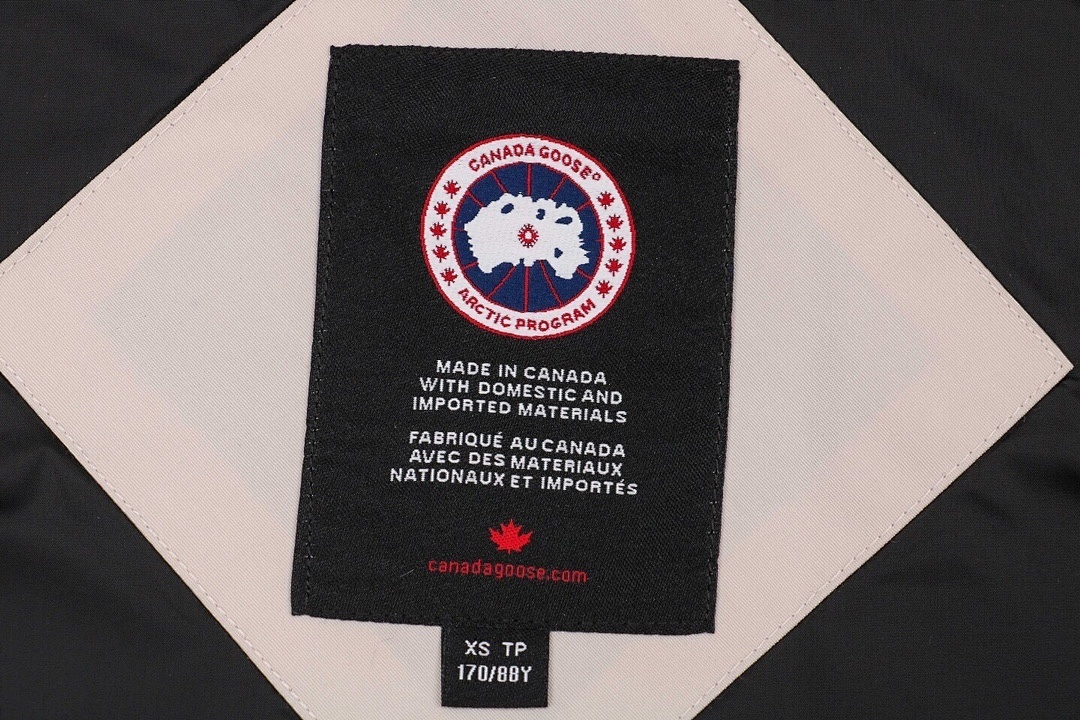 CANADA GOOSE
ARCTIC PROGRAM
MADE IN CANADA
WITH DOMESTIC AND
IMPORTED MATERIALS
FABRIQUÉ AU CANADA
AVEC DES MATERIAUX
NATIONAUX ET IMPORTÉS
canadagoose.com
XS TP
170/88Y